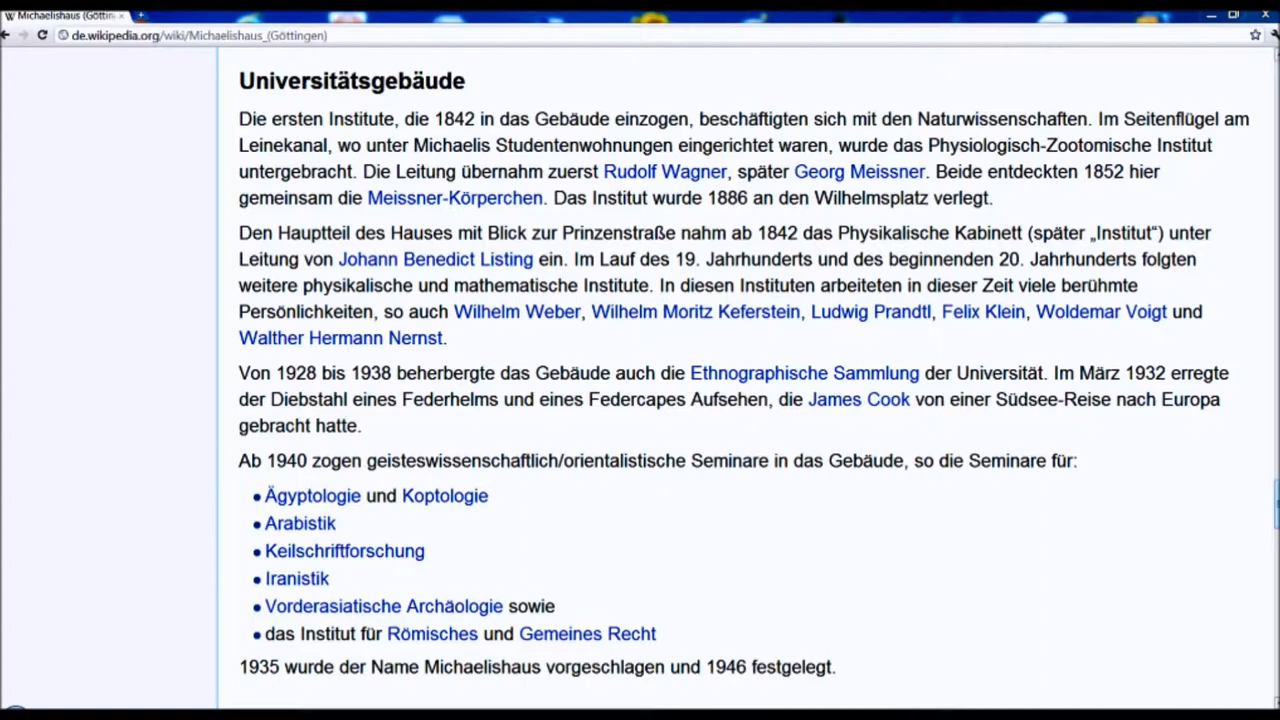 Michaelishaus (Göttin
de.wikipedia.org/wiki/Michaelishaus_(Göttingen)
Universitätsgebäude
Die ersten Institute, die 1842 in das Gebäude einzogen, beschäftigten sich mit den Naturwissenschaften. Im Seitenflügel am
Leinekanal, wo unter Michaelis Studentenwohnungen eingerichtet waren, wurde das Physiologisch-Zootomische Institut
untergebracht. Die Leitung übernahm zuerst Rudolf Wagner, später Georg Meissner. Beide entdeckten 1852 hier
gemeinsam die Meissner-Körperchen. Das Institut wurde 1886 an den Wilhelmsplatz verlegt.
Den Hauptteil des Hauses mit Blick zur Prinzenstraße nahm ab 1842 das Physikalische Kabinett (später „Institut“) unter
Leitung von Johann Benedict Listing ein. Im Lauf des 19. Jahrhunderts und des beginnenden 20. Jahrhunderts folgten
weitere physikalische und mathematische Institute. In diesen Instituten arbeiteten in dieser Zeit viele berühmte
Persönlichkeiten, so auch Wilhelm Weber, Wilhelm Moritz Keferstein, Ludwig Prandtl, Felix Klein, Woldemar Voigt und
Walther Hermann Nernst.
Von 1928 bis 1938 beherbergte das Gebäude auch die Ethnographische Sammlung der Universität. Im März 1932 erregte
der Diebstahl eines Federhelms und eines Federcapes Aufsehen, die James Cook von einer Südsee-Reise nach Europa
gebracht hatte.
Ab 1940 zogen geisteswissenschaftlich/orientalistische Seminare in das Gebäude, so die Seminare für:
• Ägyptologie und Koptologie
• Arabistik
• Keilschriftforschung
• Iranistik
• Vorderasiatische Archäologie sowie
• das Institut für Römisches und Gemeines Recht
1935 wurde der Name Michaelishaus vorgeschlagen und 1946 festgelegt.